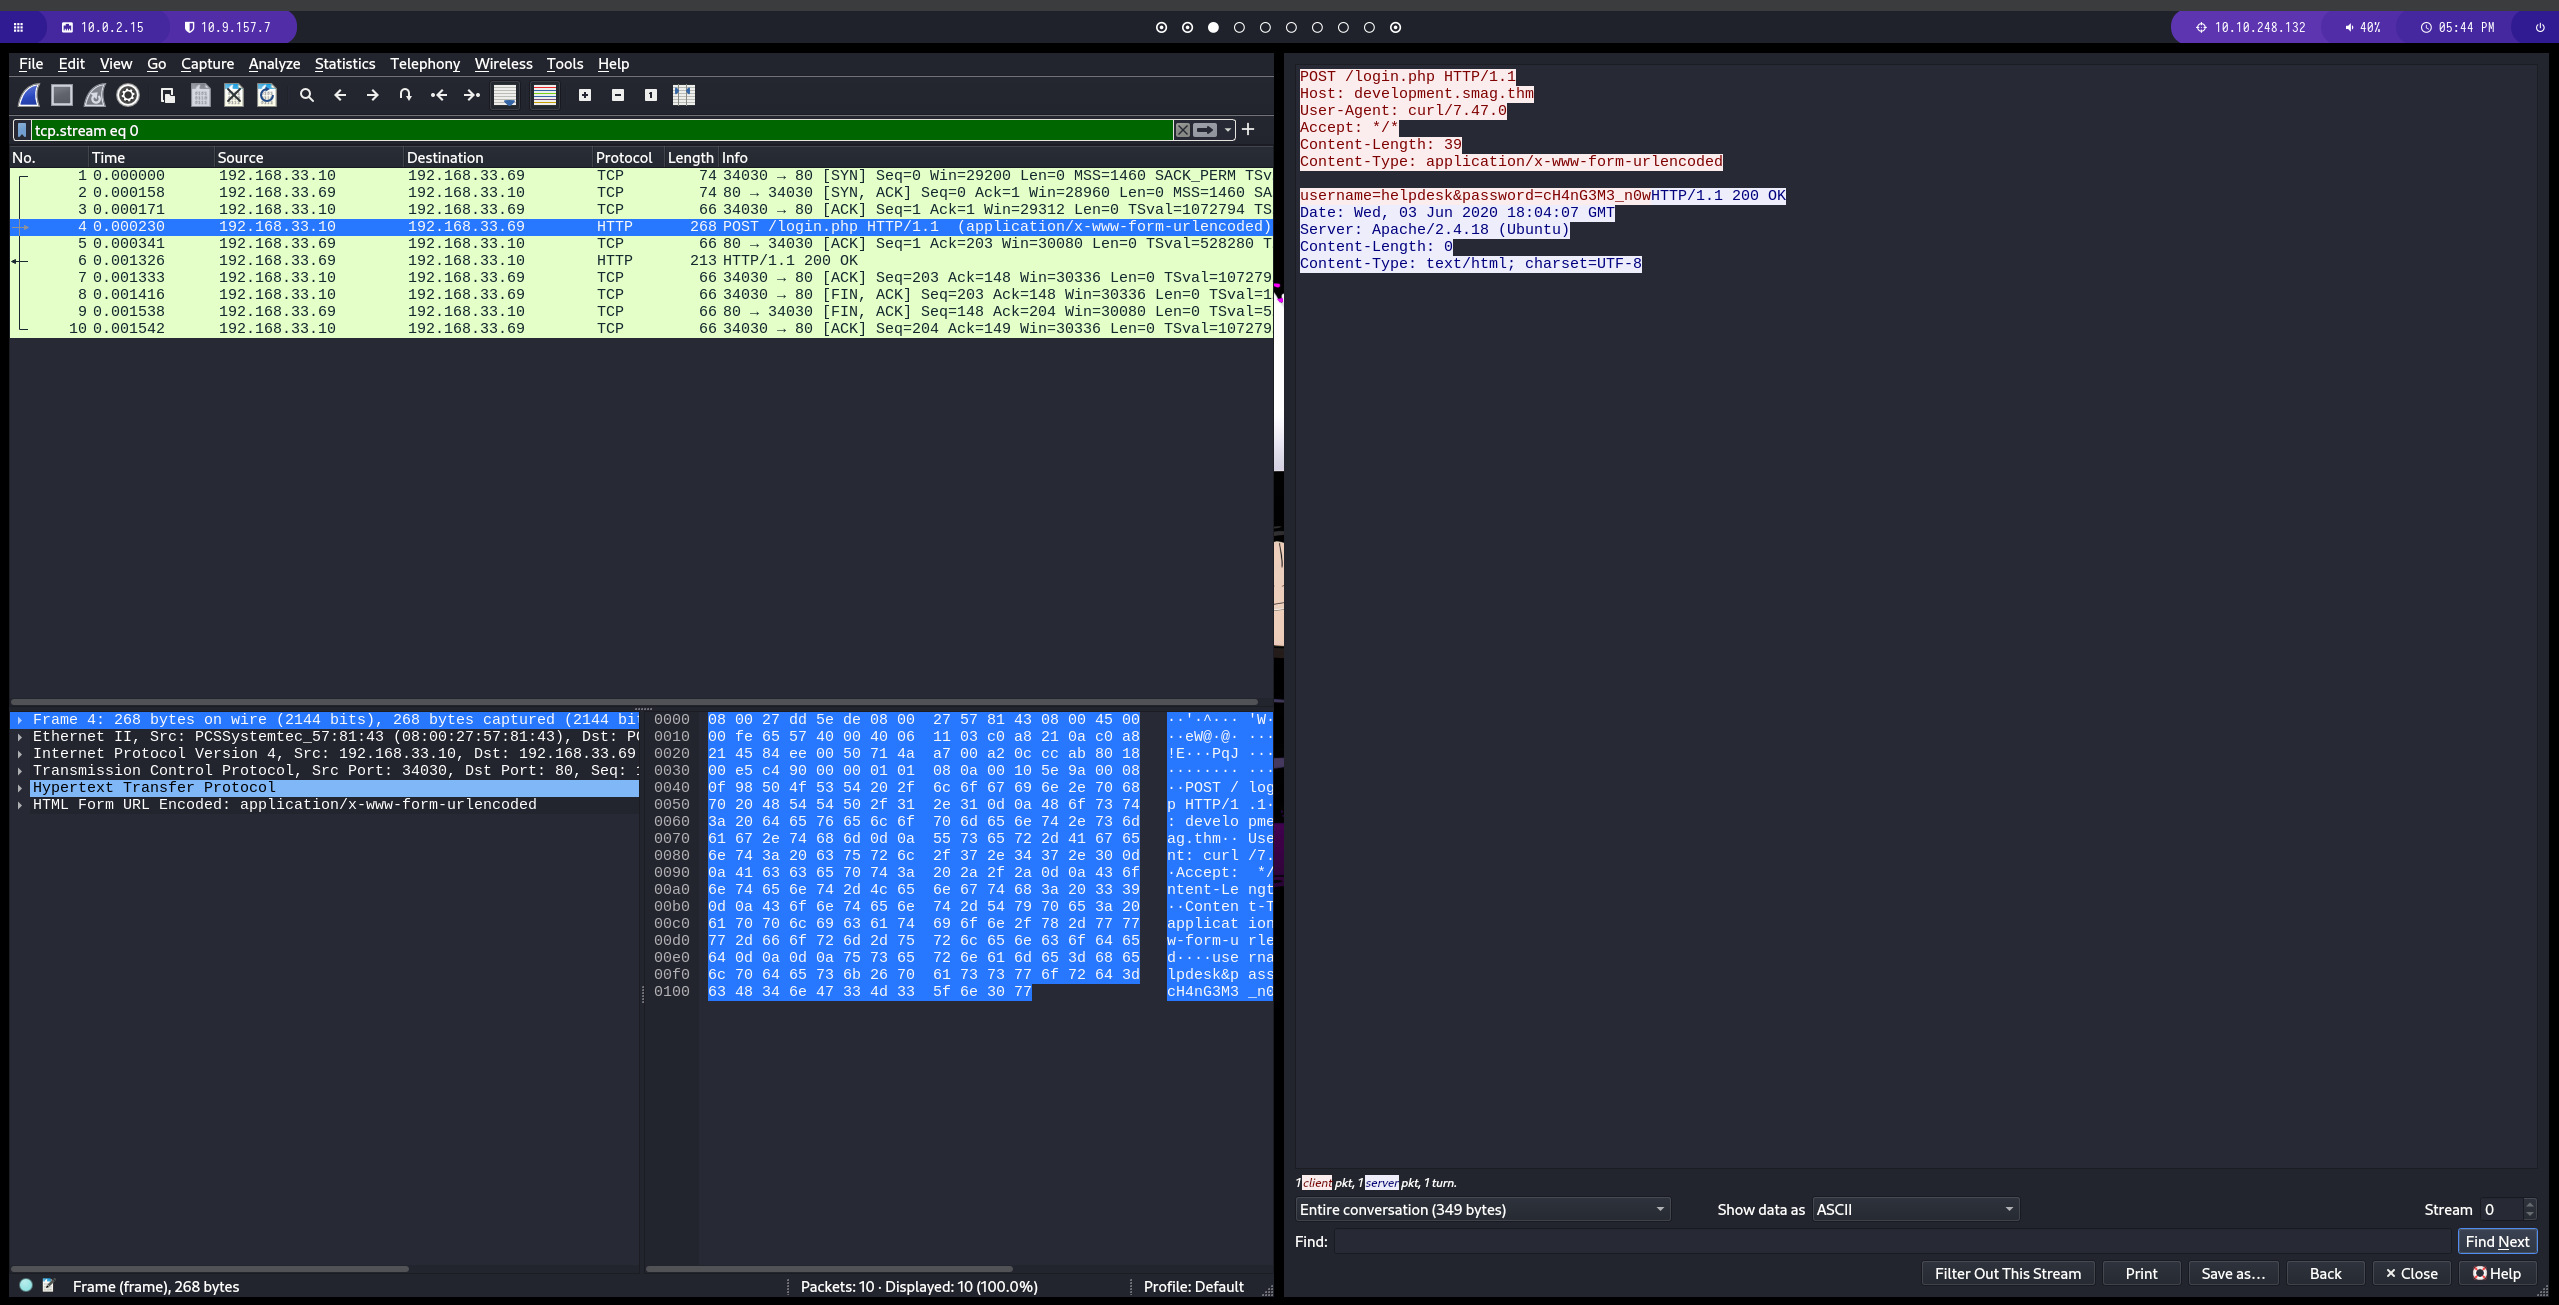 10.0.2.15 10.9.157.7 10.10.248.132 40% 05:44 PM
File Edit View Go Capture Analyze Statistics Telephony Wireless Tools Help
tcp.stream eq 0
No. Time Source Destination Protocol Length Info
1 0.000000 192.168.33.10 192.168.33.69 TCP 74 34030 → 80 [SYN] Seq=0 Win=29200 Len=0 MSS=1460 SACK_PERM TSv
2 0.000158 192.168.33.69 192.168.33.10 TCP 74 80 → 34030 [SYN, ACK] Seq=0 Ack=1 Win=28960 Len=0 MSS=1460 SA
3 0.000171 192.168.33.10 192.168.33.69 TCP 66 34030 → 80 [ACK] Seq=1 Ack=1 Win=29312 Len=0 TSval=1072794 TS
4 0.000230 192.168.33.10 192.168.33.69 HTTP 268 POST /login.php HTTP/1.1 (application/x-www-form-urlencoded)
5 0.000341 192.168.33.69 192.168.33.10 TCP 66 80 → 34030 [ACK] Seq=1 Ack=203 Win=30080 Len=0 TSval=528280 T
6 0.001326 192.168.33.69 192.168.33.10 HTTP 213 HTTP/1.1 200 OK
7 0.001333 192.168.33.10 192.168.33.69 TCP 66 34030 → 80 [ACK] Seq=203 Ack=148 Win=30336 Len=0 TSval=107279
8 0.001416 192.168.33.10 192.168.33.69 TCP 66 34030 → 80 [FIN, ACK] Seq=203 Ack=148 Win=30336 Len=0 TSval=1
9 0.001538 192.168.33.69 192.168.33.10 TCP 66 80 → 34030 [FIN, ACK] Seq=148 Ack=204 Win=30080 Len=0 TSval=5
10 0.001542 192.168.33.10 192.168.33.69 TCP 66 34030 → 80 [ACK] Seq=204 Ack=149 Win=30336 Len=0 TSval=107279
Frame 4: 268 bytes on wire (2144 bits), 268 bytes captured (2144 bi
Ethernet II, Src: PCSSystemtec_57:81:43 (08:00:27:57:81:43), Dst: PC
Internet Protocol Version 4, Src: 192.168.33.10, Dst: 192.168.33.69
Transmission Control Protocol, Src Port: 34030, Dst Port: 80, Seq: 1
Hypertext Transfer Protocol
HTML Form URL Encoded: application/x-www-form-urlencoded
0000 08 00 27 dd 5e de 08 00 27 57 81 43 08 00 45 00 ··'·^··· 'W·
0010 00 fe 65 57 40 00 40 06 11 03 c0 a8 21 0a c0 a8 ··eW@·@· ····
0020 21 45 84 ee 00 50 71 4a a7 00 a2 0c cc ab 80 18 !E···PqJ ····
0030 00 e5 c4 90 00 00 01 01 08 0a 00 10 5e 9a 00 08 ········ ····
0040 0f 98 50 4f 53 54 20 2f 6c 6f 67 69 6e 2e 70 68 ··POST / log
0050 70 20 48 54 54 50 2f 31 2e 31 0d 0a 48 6f 73 74 p HTTP/1 .1·
0060 3a 20 64 65 76 65 6c 6f 70 6d 65 6e 74 2e 73 6d : develo pme
0070 61 67 2e 74 68 6d 0d 0a 55 73 65 72 2d 41 67 65 ag.thm·· Use
0080 6e 74 3a 20 63 75 72 6c 2f 37 2e 34 37 2e 30 0d nt: curl /7.
0090 0a 41 63 63 65 70 74 3a 20 2a 2f 2a 0d 0a 43 6f ·Accept: */
00a0 6e 74 65 6e 74 2d 4c 65 6e 67 74 68 3a 20 33 39 ntent-Le ngt
00b0 0d 0a 43 6f 6e 74 65 6e 74 2d 54 79 70 65 3a 20 ··Conten t-T
00c0 61 70 70 6c 69 63 61 74 69 6f 6e 2f 78 2d 77 77 applicat ion
00d0 77 2d 66 6f 72 6d 2d 75 72 6c 65 6e 63 6f 64 65 w-form-u rle
00e0 64 0d 0a 0d 0a 75 73 65 72 6e 61 6d 65 3d 68 65 d····use rna
00f0 6c 70 64 65 73 6b 26 70 61 73 73 77 6f 72 64 3d lpdesk&p ass
0100 63 48 34 6e 47 33 4d 33 5f 6e 30 77 cH4nG3M3 _n0
Frame (frame), 268 bytes Packets: 10 · Displayed: 10 (100.0%) Profile: Default
POST /login.php HTTP/1.1
Host: development.smag.thm
User-Agent: curl/7.47.0
Accept: */*
Content-Length: 39
Content-Type: application/x-www-form-urlencoded
username=helpdesk&password=cH4nG3M3_n0wHTTP/1.1 200 OK
Date: Wed, 03 Jun 2020 18:04:07 GMT
Server: Apache/2.4.18 (Ubuntu)
Content-Length: 0
Content-Type: text/html; charset=UTF-8
1 client pkt, 1 server pkt, 1 turn.
Entire conversation (349 bytes) Show data as ASCII Stream 0
Find: Find Next
Filter Out This Stream Print Save as… Back Close Help